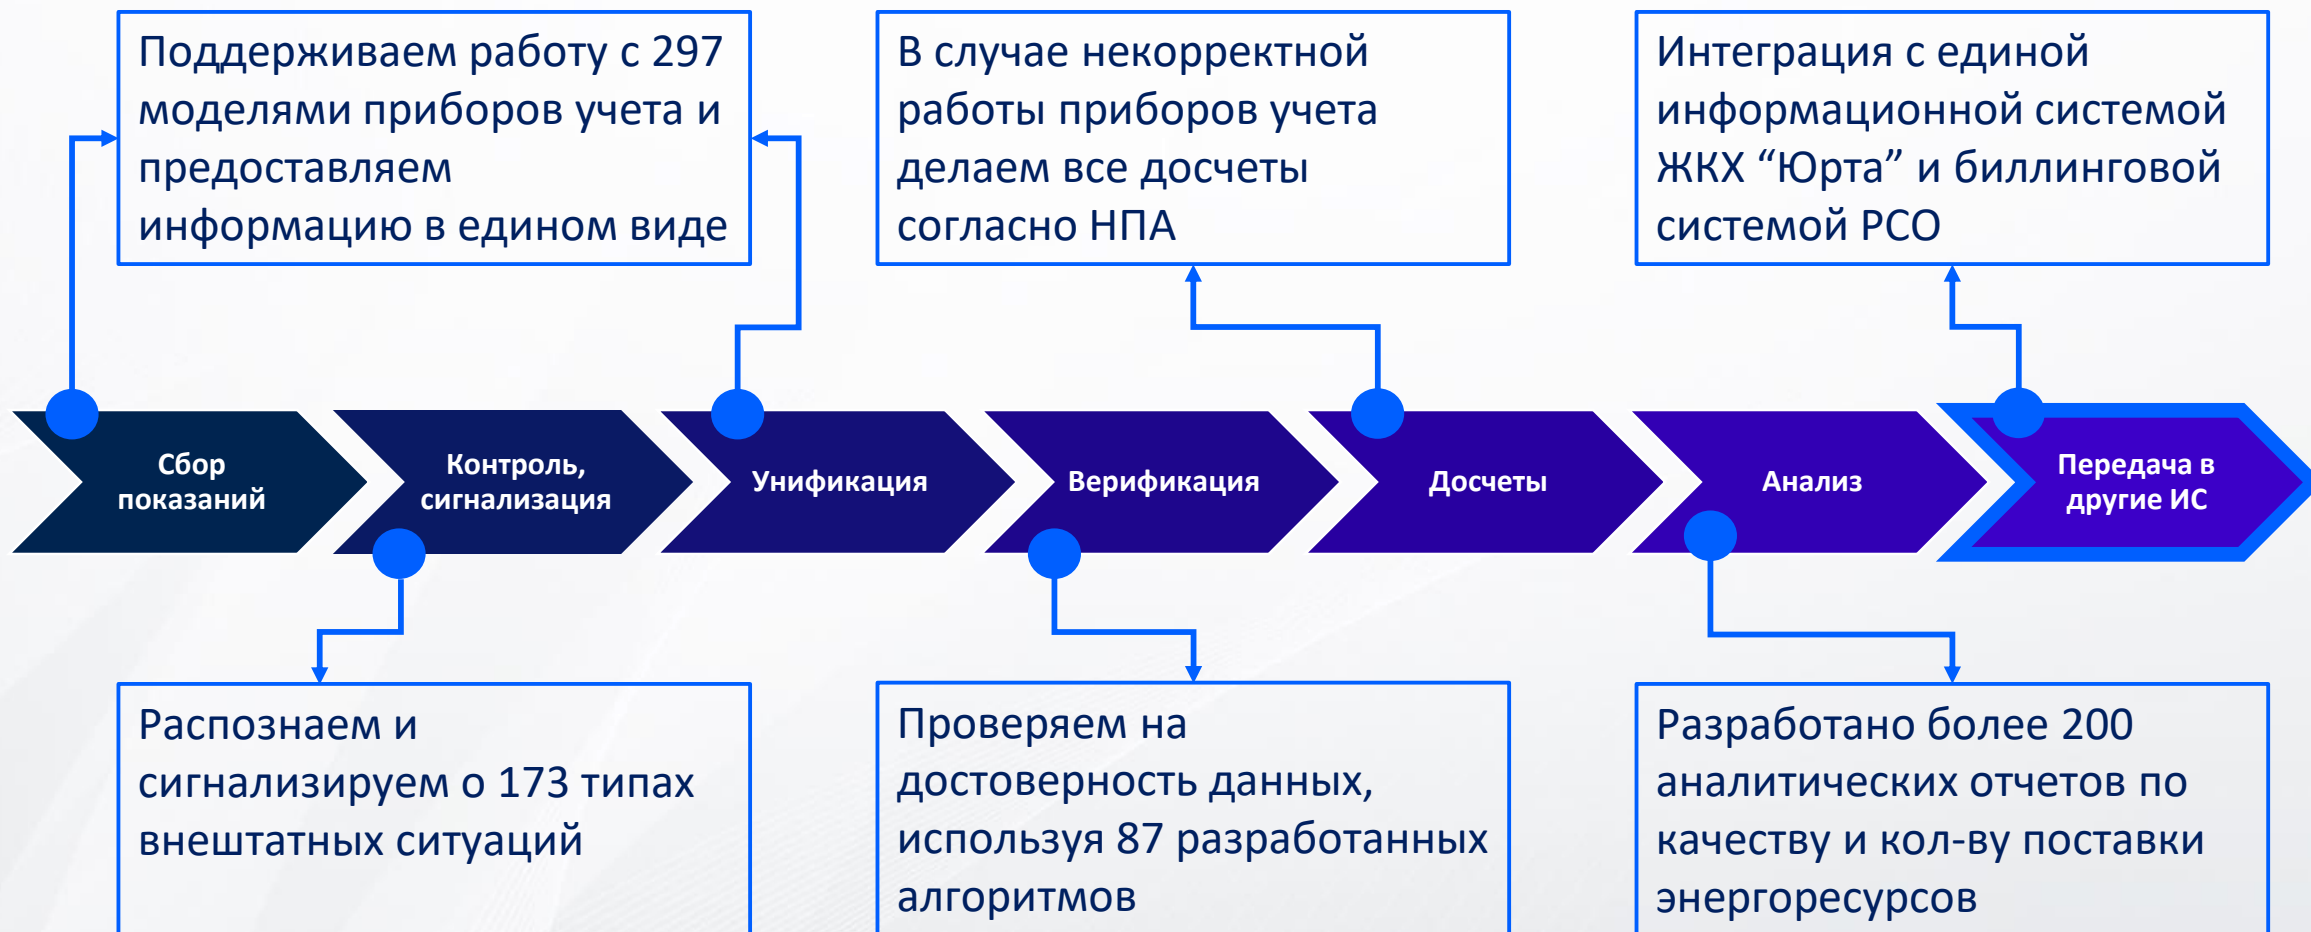 Поддерживаем работу с 297
моделями приборов учета и
предоставляем
информацию в едином виде
В случае некорректной
работы приборов учета
делаем все досчеты
согласно НПА
Интеграция с единой
информационной системой
ЖКХ “Юрта” и биллинговой
системой РСО
Сбор
показаний
Контроль,
сигнализация
Унификация
Верификация
Досчеты
Анализ
Передача в
другие ИС
Распознаем и
сигнализируем о 173 типах
внештатных ситуаций
Проверяем на
достоверность данных,
используя 87 разработанных
алгоритмов
Разработано более 200
аналитических отчетов по
качеству и кол-ву поставки
энергоресурсов